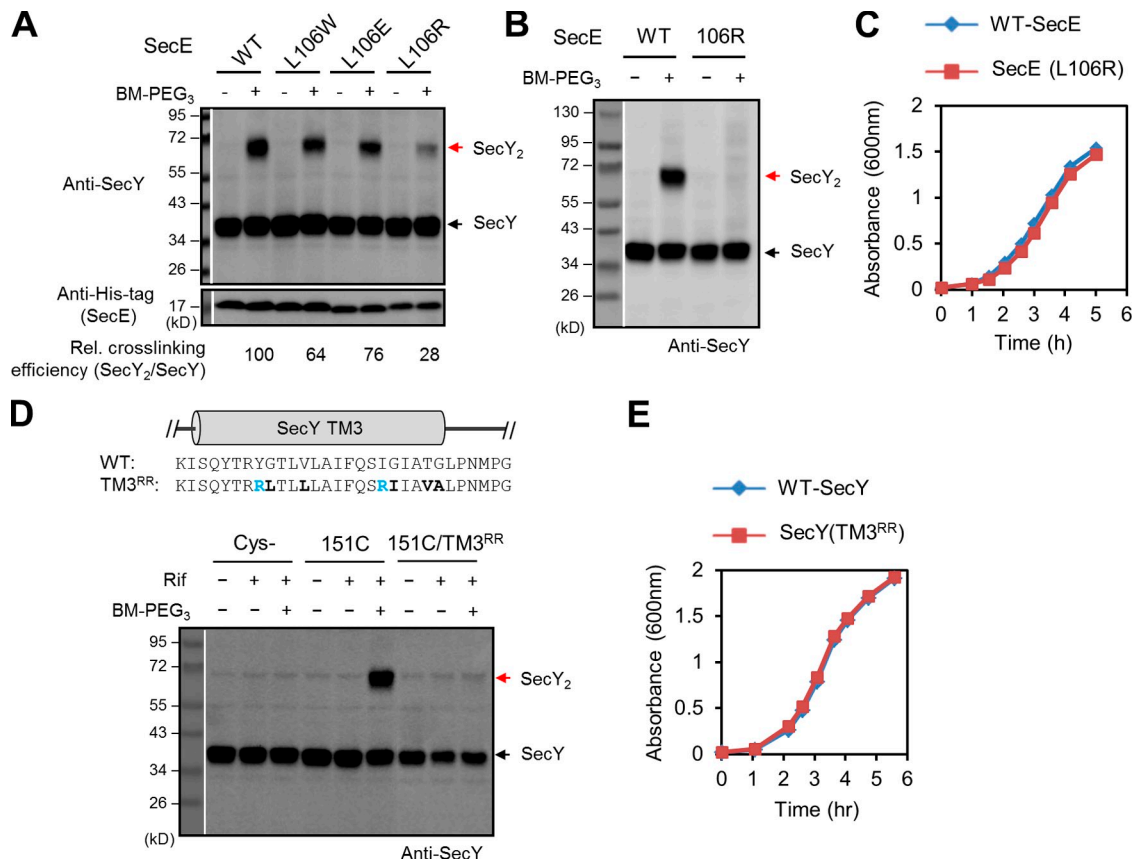 A
SecE WT L106W L106E L106R
BM-PEG3 - + - + - + - +
95
72
55
43
34
26
Anti-SecY
SecY2
SecY
Anti-His-tag
(SecE)
17
(kD)
Rel. crosslinking
efficiency (SecY2/SecY)
100 64 76 28
B
SecE WT 106R
BM-PEG3 – + – +
130
95
72
55
43
34
26
(kD)
SecY2
SecY
Anti-SecY
C
WT-SecE
SecE (L106R)
Absorbance (600nm)
2
1.5
1
0.5
0
0 1 2 3 4 5 6
Time (h)
D
// SecY TM3 //
WT: KISQYTRYGTLVLAIFQSIGIATGLPNMPG
TM3RR: KISQYTRRLTLLLAIFQSRIIAVALPNMPG
Cys- 151C 151C/TM3RR
Rif – + + – + + – + +
BM-PEG3 – – + – – + – – +
95
72
55
43
34
26
(kD)
SecY2
SecY
Anti-SecY
E
WT-SecY
SecY(TM3RR)
Absorbance (600nm)
2
1.5
1
0.5
0
0 1 2 3 4 5 6
Time (hr)